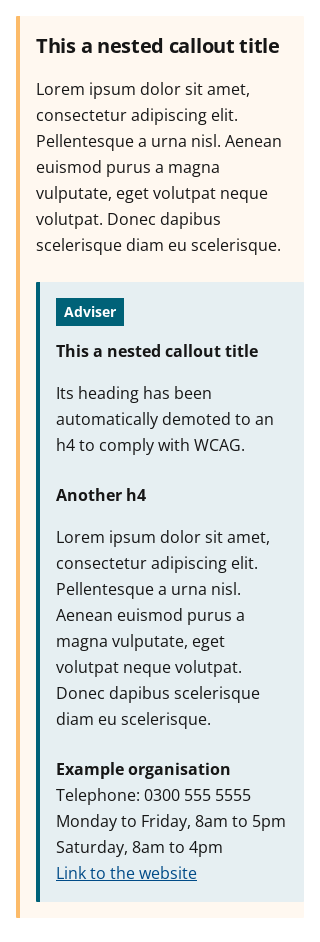 This a nested callout title
Lorem ipsum dolor sit amet,
consectetur adipiscing elit.
Pellentesque a urna nisl. Aenean
euismod purus a magna
vulputate, eget volutpat neque
volutpat. Donec dapibus
scelerisque diam eu scelerisque.
Adviser
This a nested callout title
Its heading has been
automatically demoted to an
h4 to comply with WCAG.
Another h4
Lorem ipsum dolor sit amet,
consectetur adipiscing elit.
Pellentesque a urna nisl.
Aenean euismod purus a
magna vulputate, eget
volutpat neque volutpat.
Donec dapibus scelerisque
diam eu scelerisque.
Example organisation
Telephone: 0300 555 5555
Monday to Friday, 8am to 5pm
Saturday, 8am to 4pm
Link to the website